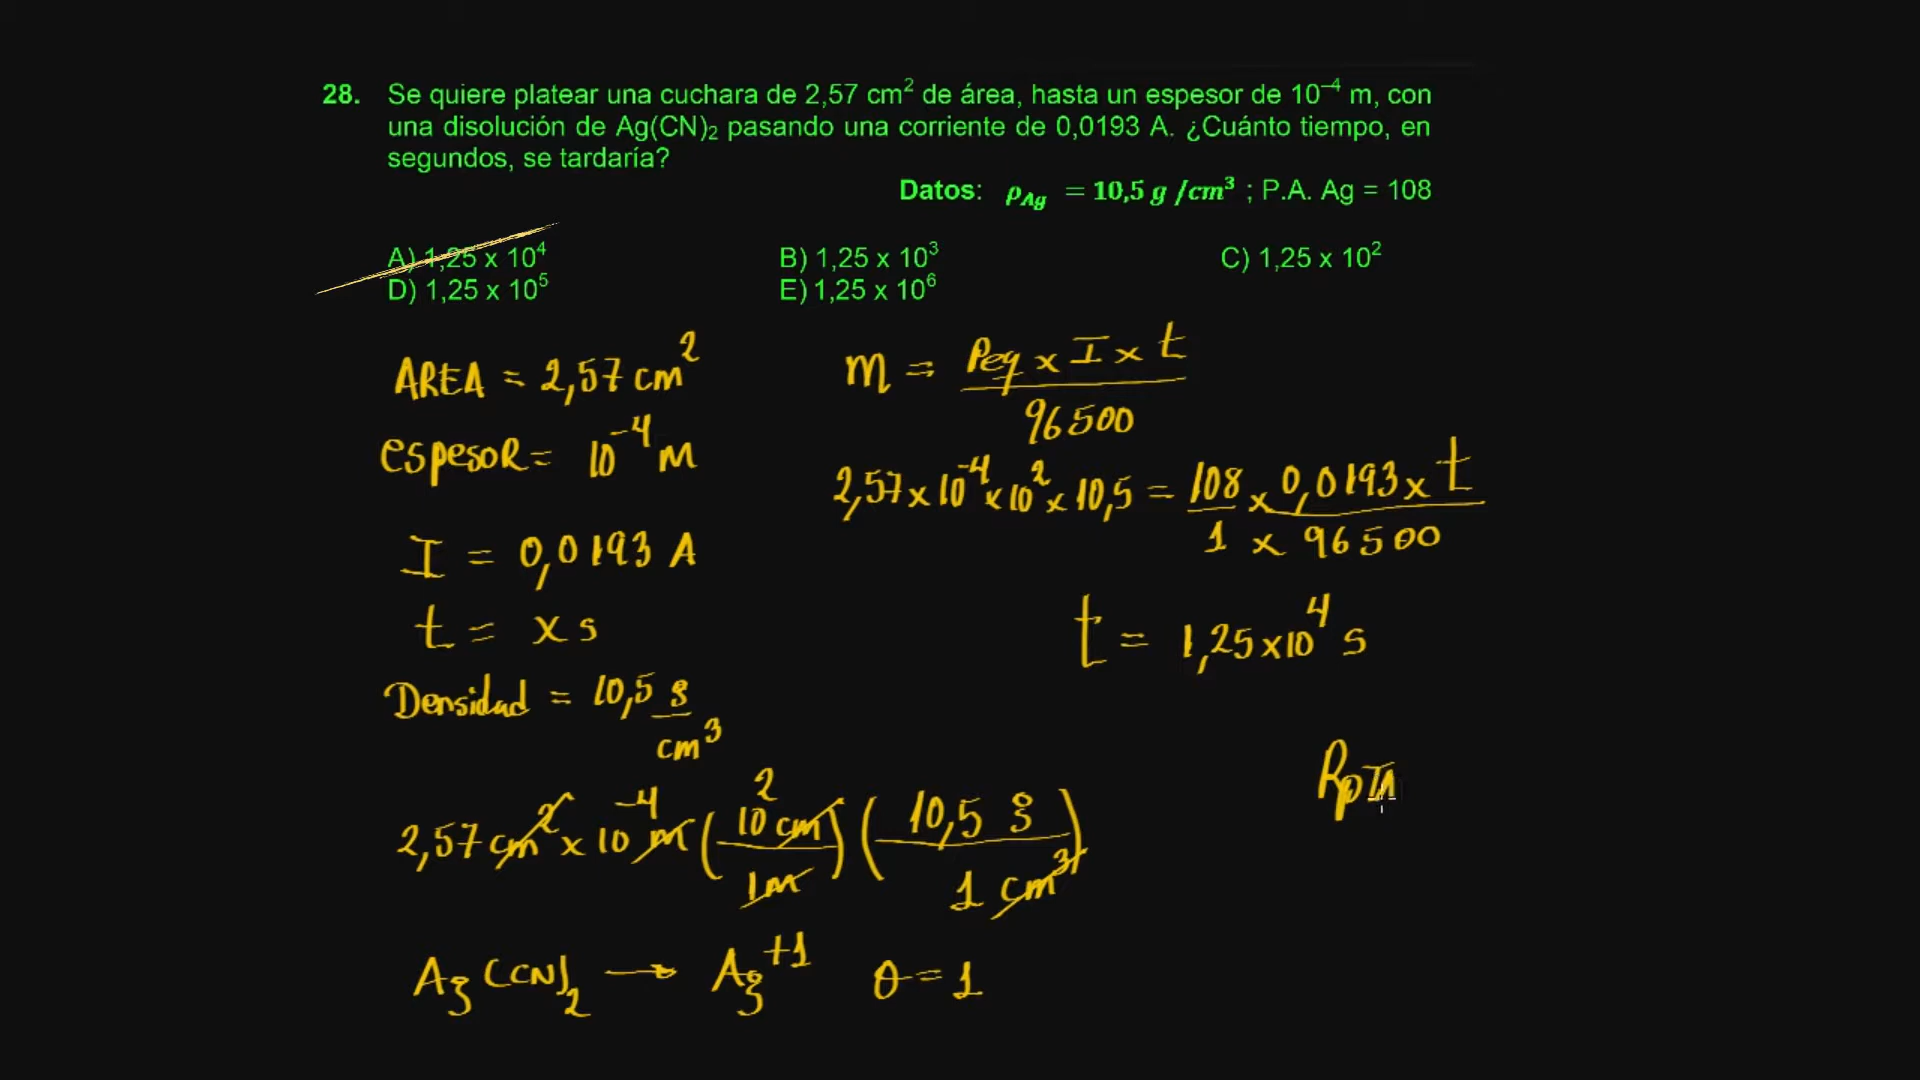 28. Se quiere platear una cuchara de 2,57 cm² de área, hasta un espesor de 10⁻⁴ m, con
una disolución de Ag(CN)₂ pasando una corriente de 0,0193 A. ¿Cuánto tiempo, en
segundos, se tardaría?
Datos: ρ_Ag = 10,5 g /cm³ ; P.A. Ag = 108
A) 1,25 x 10⁴ B) 1,25 x 10³ C) 1,25 x 10²
D) 1,25 x 10⁵ E) 1,25 x 10⁶
AREA = 2,57 cm²
espesor = 10⁻⁴ m
I = 0,0193 A
t = x s
Densidad = 10,5 g
cm³
2,57 cm² x 10⁻⁴ m (10² cm / 1m) (10,5 g / 1 cm³)
Ag (CN)₂ → Ag⁺¹ θ = 1
m = Peq x I x t
96500
2,57 x 10⁻⁴ x 10² x 10,5 = 108 x 0,0193 x t
1 x 96500
t = 1,25 x 10⁴ s
RpTA